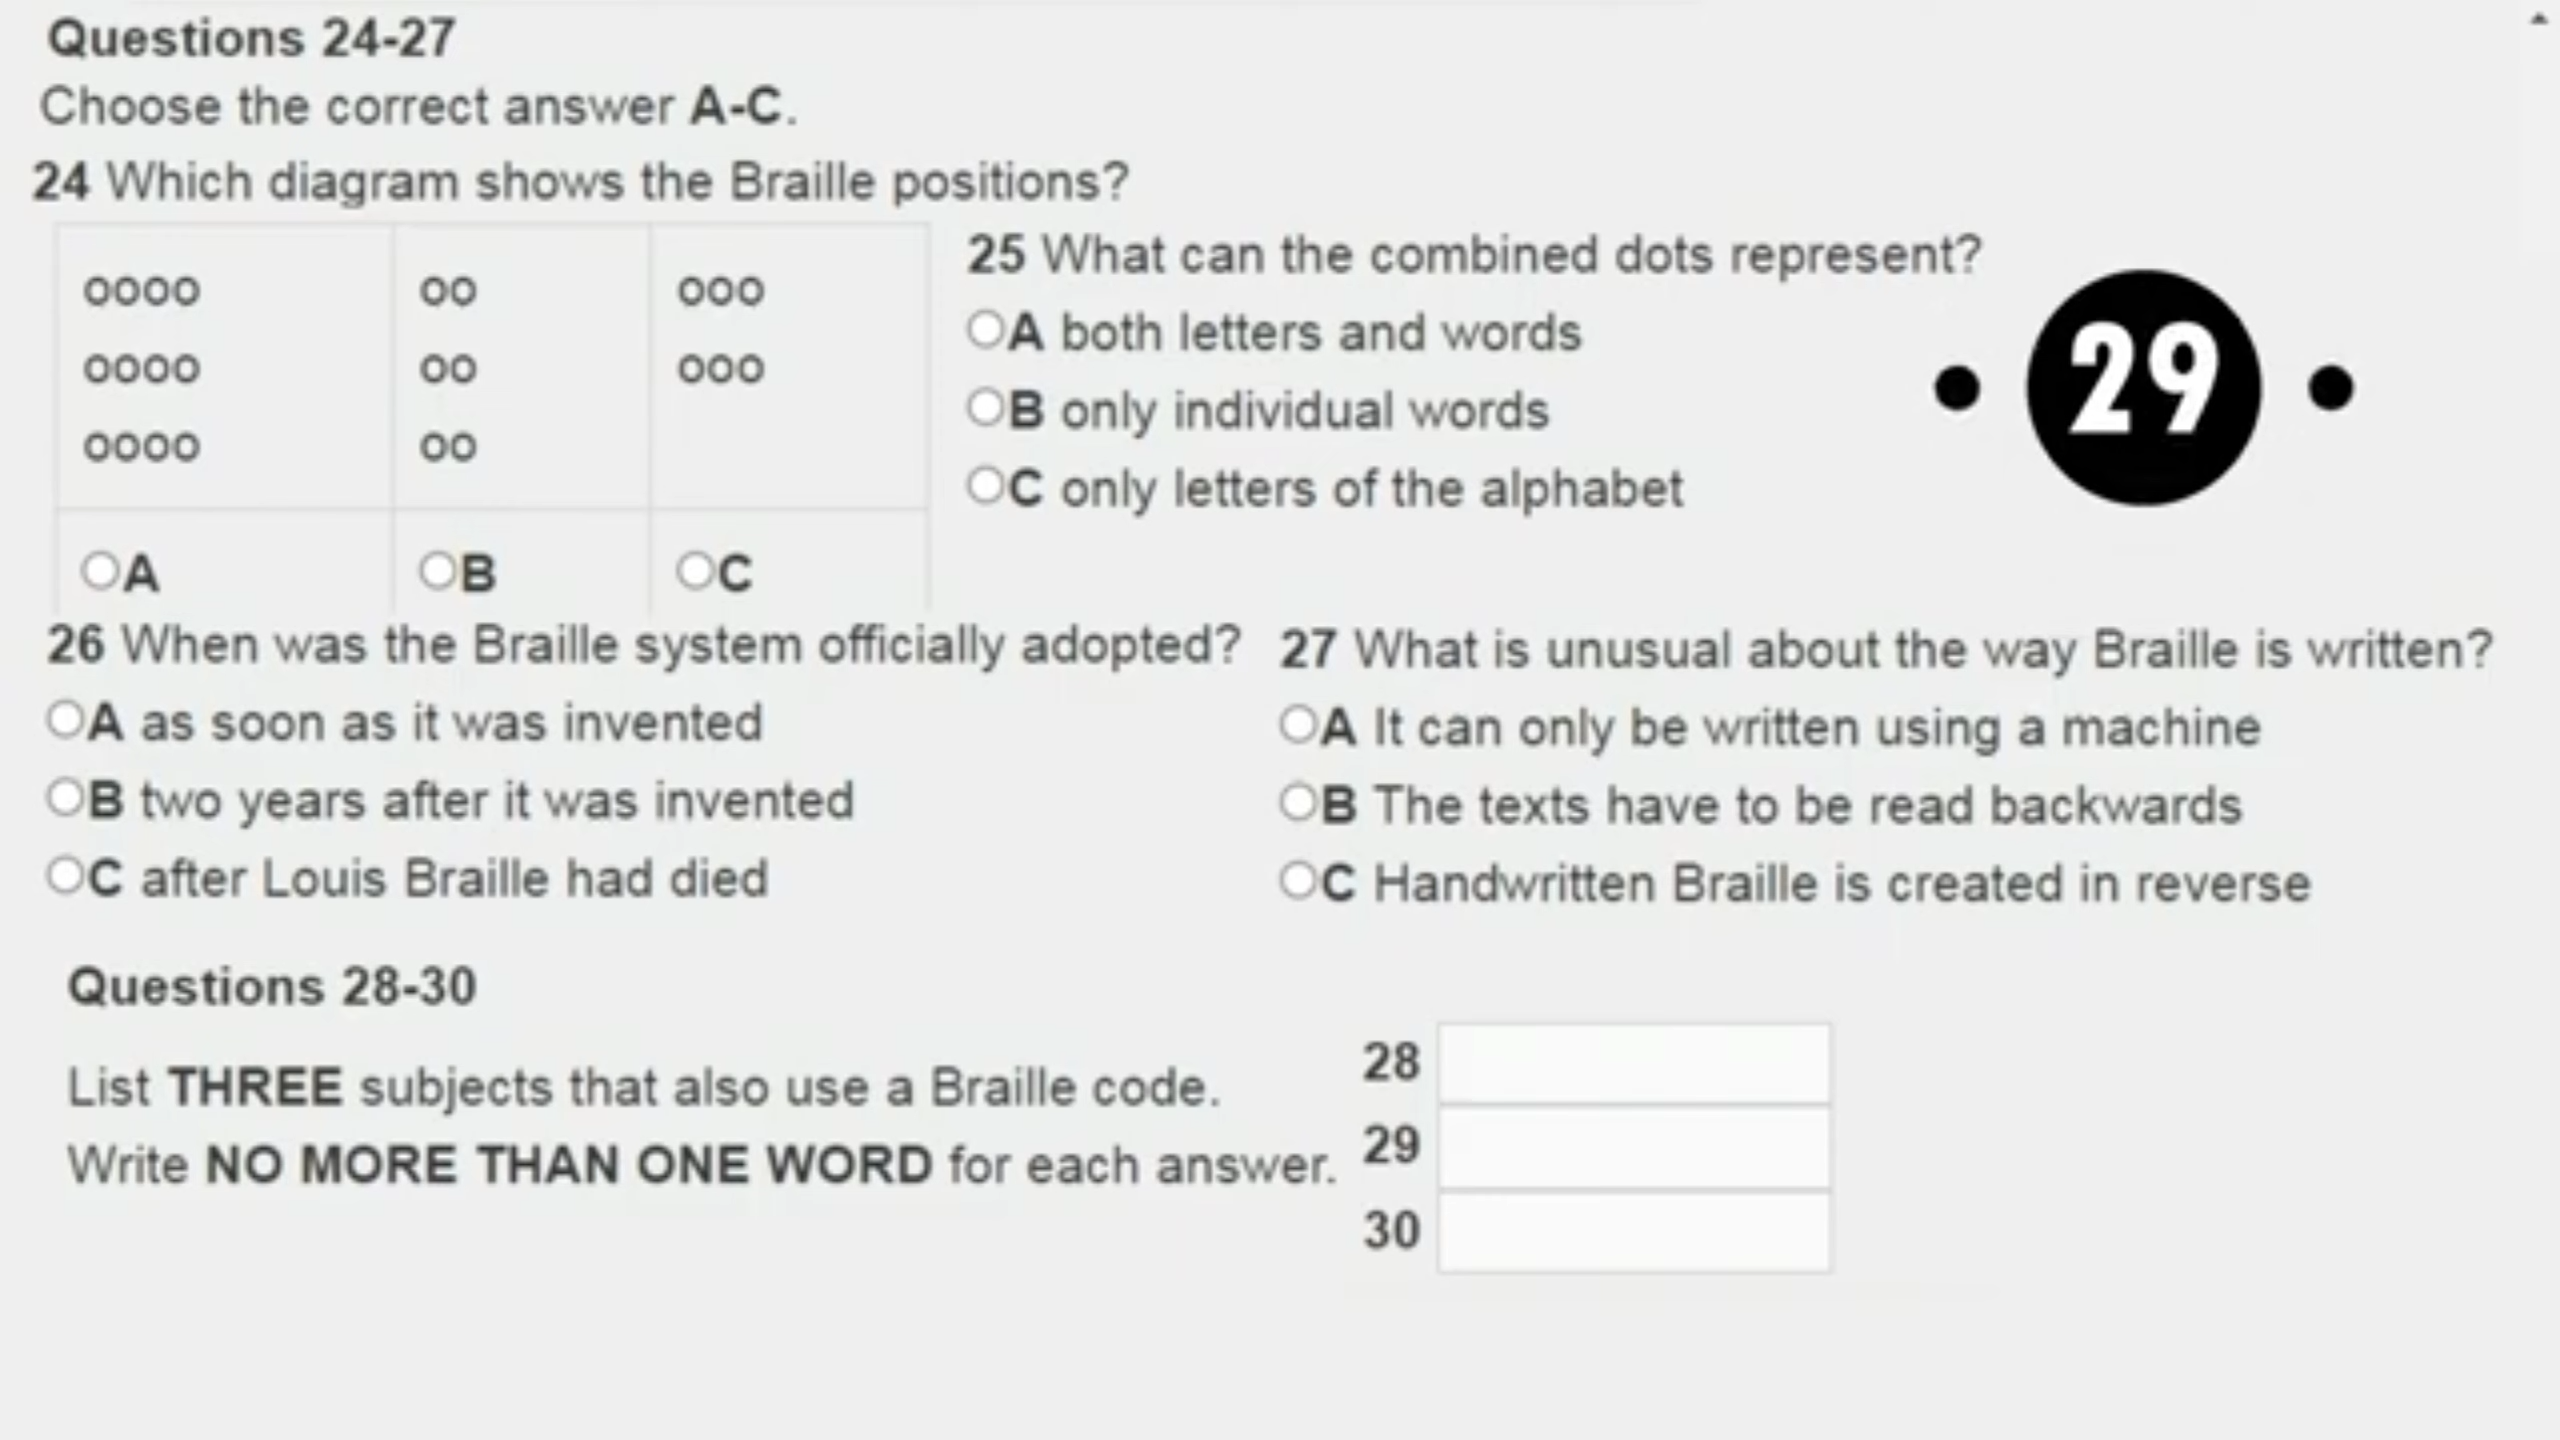 Questions 24-27
Choose the correct answer A-C.
24 Which diagram shows the Braille positions?
oooo oo ooo
oooo oo ooo
oooo oo
A B C
25 What can the combined dots represent?
A both letters and words
B only individual words
C only letters of the alphabet
29
26 When was the Braille system officially adopted?
A as soon as it was invented
B two years after it was invented
C after Louis Braille had died
27 What is unusual about the way Braille is written?
A It can only be written using a machine
B The texts have to be read backwards
C Handwritten Braille is created in reverse
Questions 28-30
List THREE subjects that also use a Braille code.
Write NO MORE THAN ONE WORD for each answer.
28
29
30